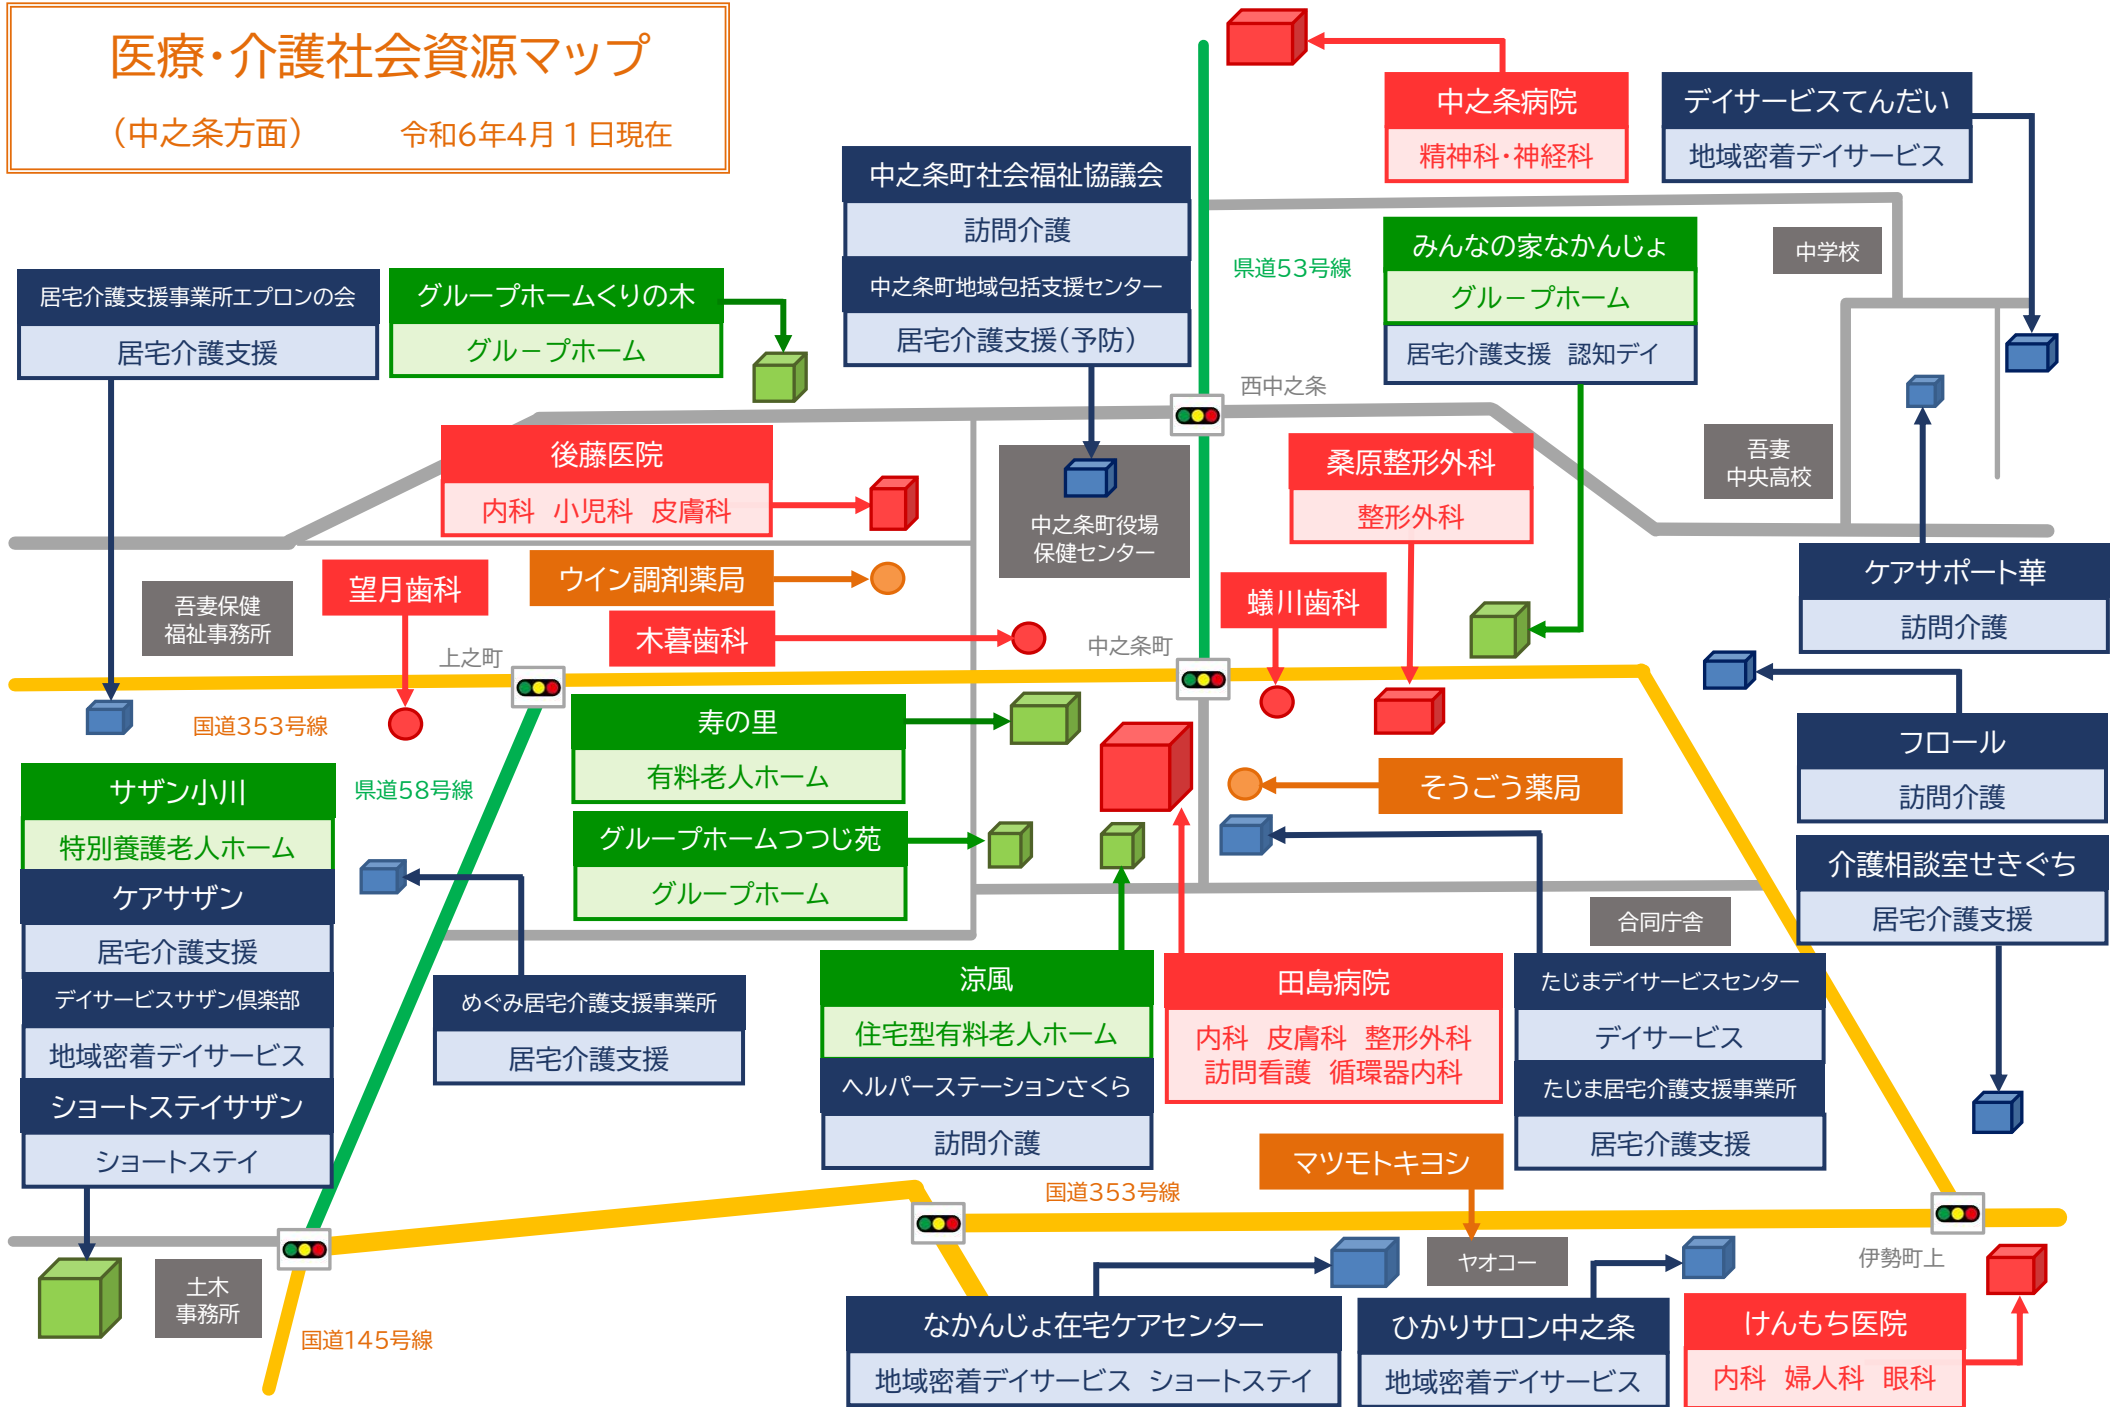 医療・介護社会資源マップ
（中之条方面）　令和6年4月１日現在
中之条病院
精神科・神経科
デイサービスてんだい
地域密着デイサービス
中之条町社会福祉協議会
訪問介護
中之条町地域包括支援センター
居宅介護支援（予防）
県道53号線
みんなの家なかんじょ
グル－プホーム
居宅介護支援　認知デイ
中学校
居宅介護支援事業所エプロンの会
居宅介護支援
グループホームくりの木
グル－プホーム
西中之条
後藤医院
内科　小児科　皮膚科
中之条町役場
保健センター
桑原整形外科
整形外科
吾妻
中央高校
ケアサポート華
訪問介護
吾妻保健
福祉事務所
望月歯科
ウイン調剤薬局
木暮歯科
上之町
中之条町
蟻川歯科
国道353号線
県道58号線
寿の里
有料老人ホーム
グループホームつつじ苑
グループホーム
そうごう薬局
フロール
訪問介護
介護相談室せきぐち
居宅介護支援
サザン小川
特別養護老人ホーム
ケアサザン
居宅介護支援
デイサービスサザン倶楽部
地域密着デイサービス
ショートステイサザン
ショートステイ
めぐみ居宅介護支援事業所
居宅介護支援
涼風
住宅型有料老人ホーム
ヘルパーステーションさくら
訪問介護
田島病院
内科　皮膚科　整形外科
訪問看護　循環器内科
合同庁舎
たじまデイサービスセンター
デイサービス
たじま居宅介護支援事業所
居宅介護支援
国道353号線
マツモトキヨシ
ヤオコー
伊勢町上
土木
事務所
国道145号線
なかんじょ在宅ケアセンター
地域密着デイサービス　ショートステイ
ひかりサロン中之条
地域密着デイサービス
けんもち医院
内科　婦人科　眼科